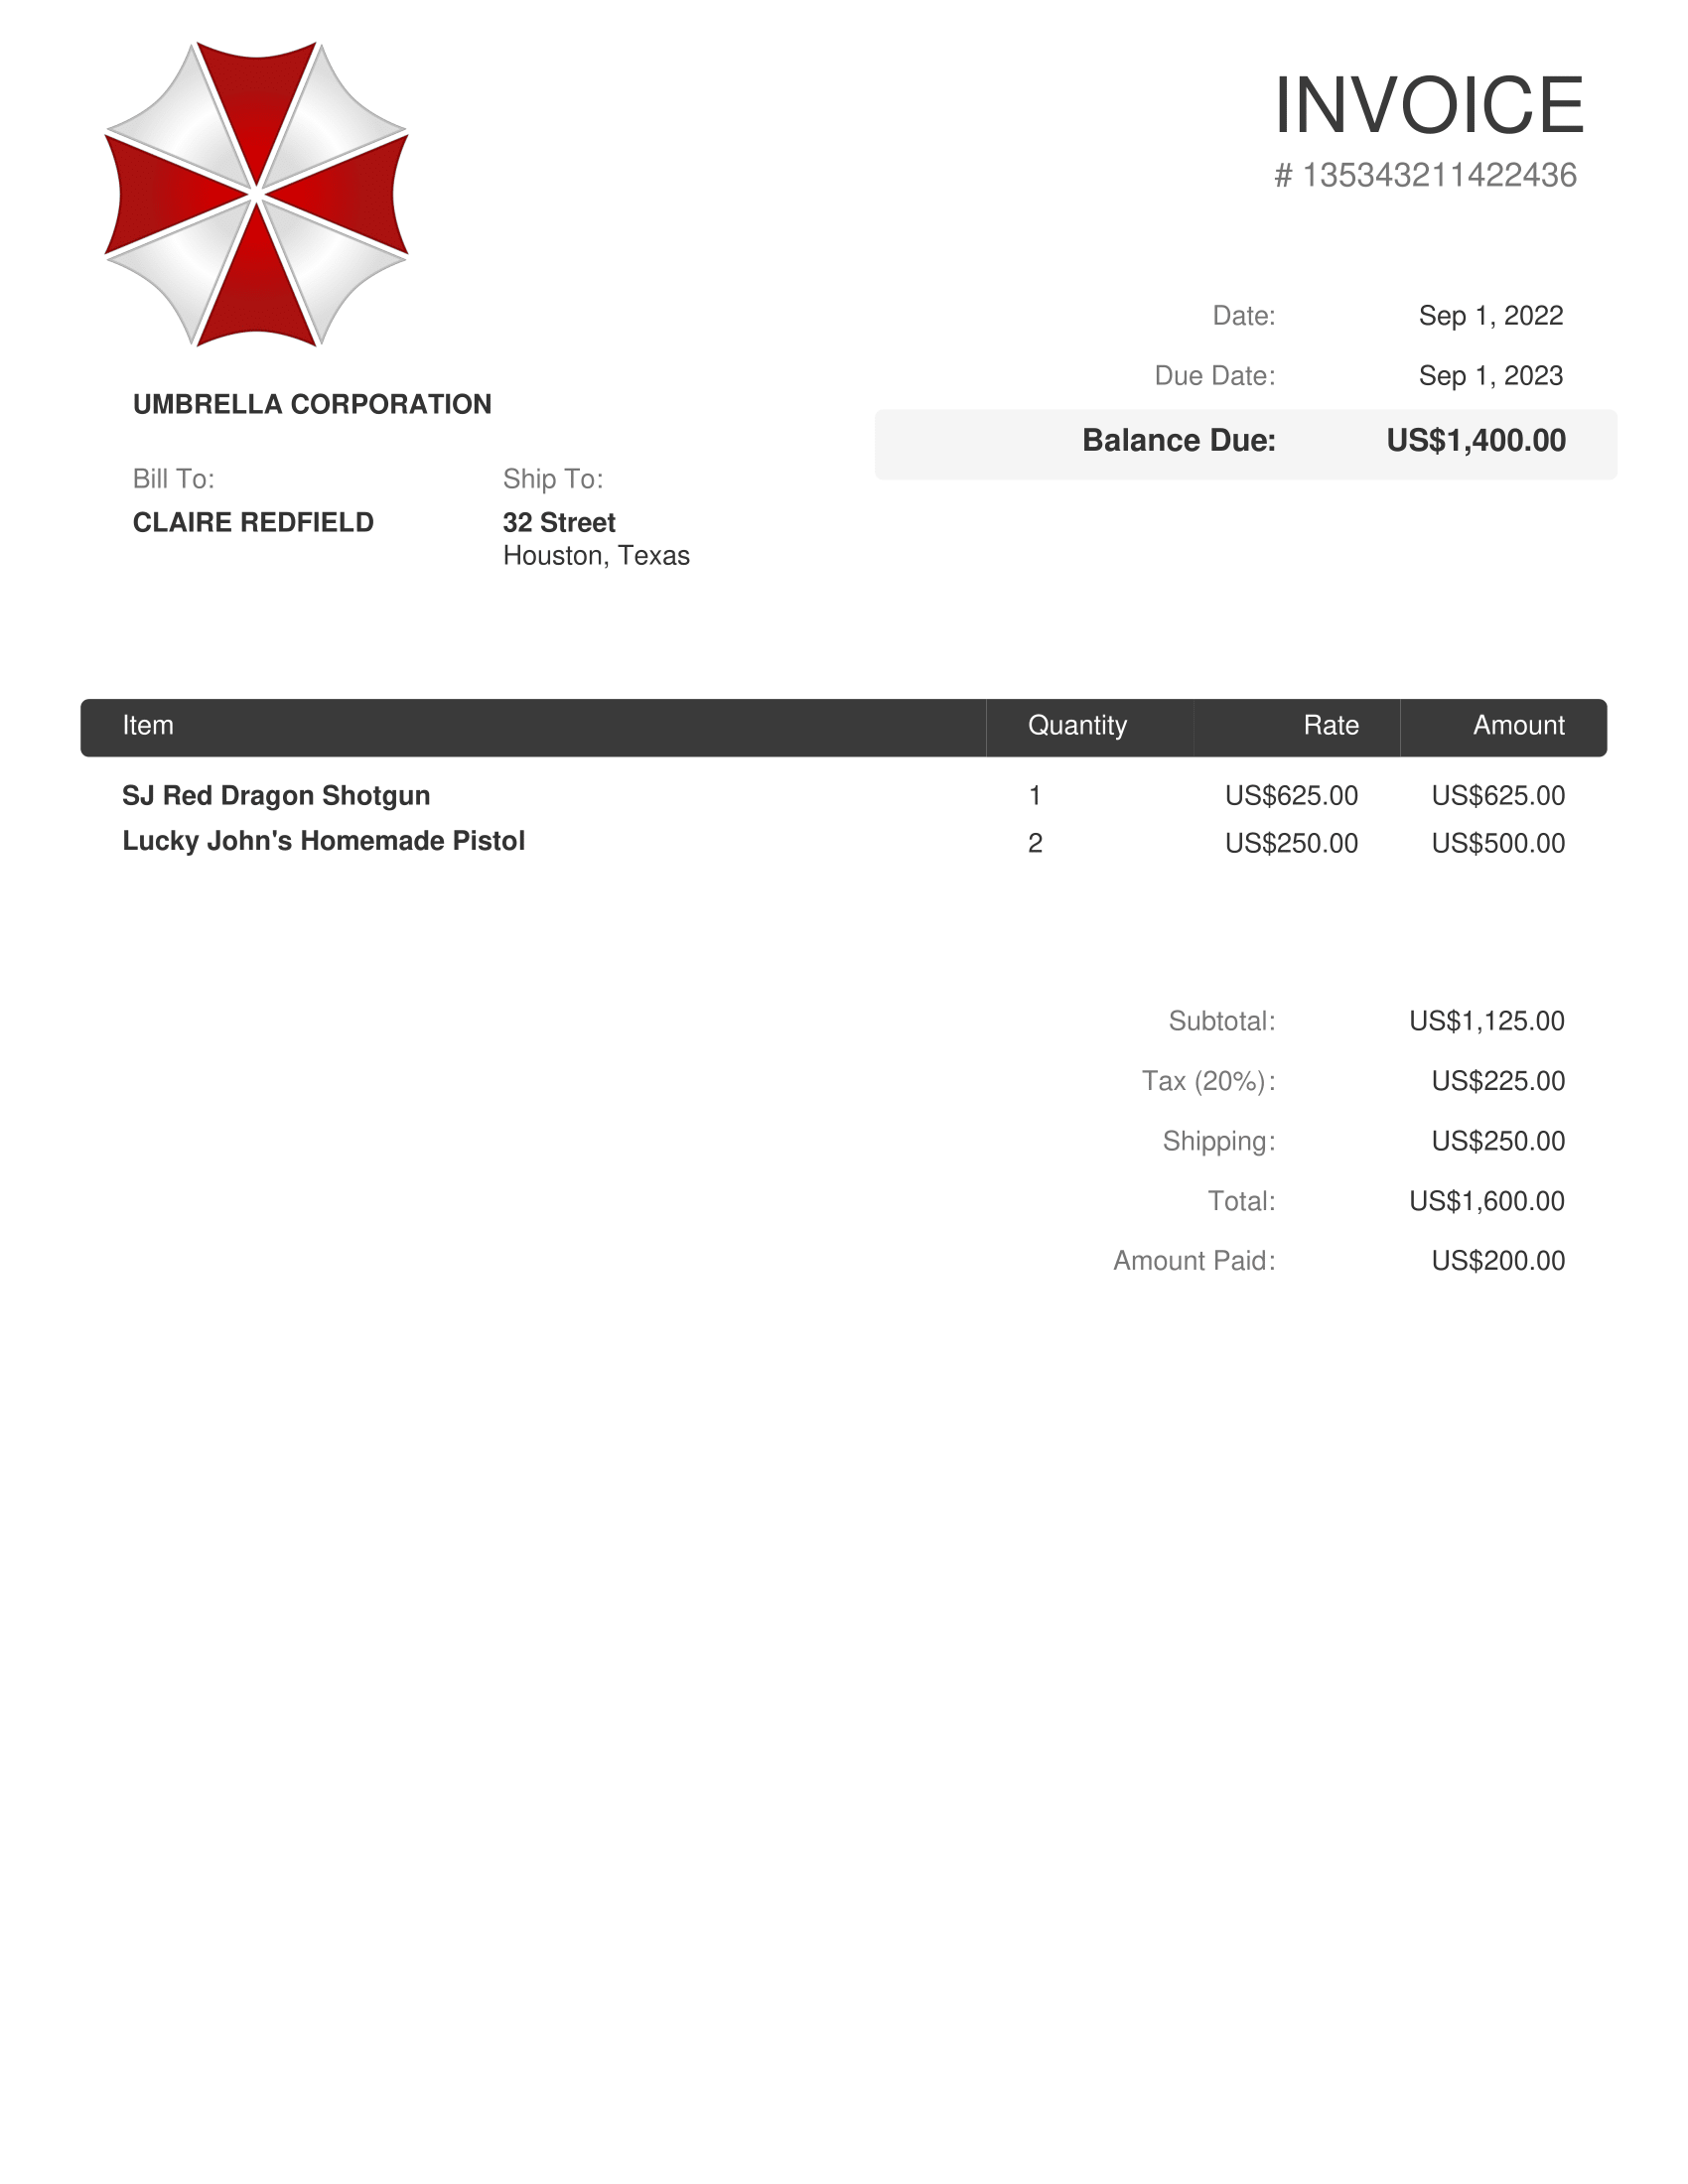 INVOICE
# 135343211422436
Date: Sep 1, 2022
Due Date: Sep 1, 2023
Balance Due: US$1,400.00
UMBRELLA CORPORATION
Bill To:
CLAIRE REDFIELD
Ship To:
32 Street
Houston, Texas
Item Quantity Rate Amount
SJ Red Dragon Shotgun 1 US$625.00 US$625.00
Lucky John's Homemade Pistol 2 US$250.00 US$500.00
Subtotal: US$1,125.00
Tax (20%): US$225.00
Shipping: US$250.00
Total: US$1,600.00
Amount Paid: US$200.00